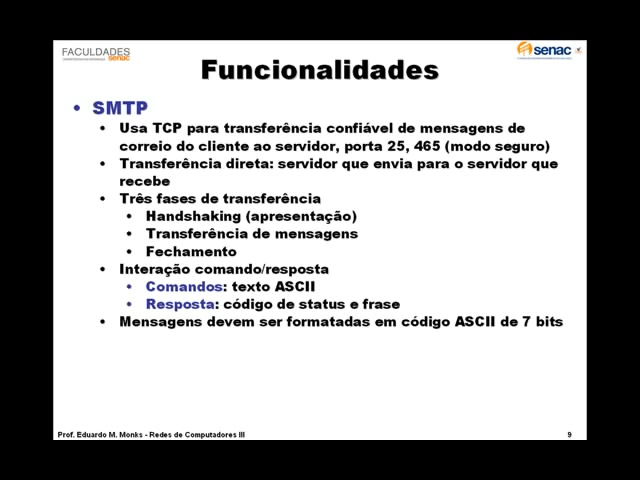 FACULDADES
senac
senac
Funcionalidades
• SMTP
• Usa TCP para transferência confiável de mensagens de
correio do cliente ao servidor, porta 25, 465 (modo seguro)
• Transferência direta: servidor que envia para o servidor que
recebe
• Três fases de transferência
• Handshaking (apresentação)
• Transferência de mensagens
• Fechamento
• Interação comando/resposta
• Comandos: texto ASCII
• Resposta: código de status e frase
• Mensagens devem ser formatadas em código ASCII de 7 bits
Prof. Eduardo M. Monks - Redes de Computadores III
9